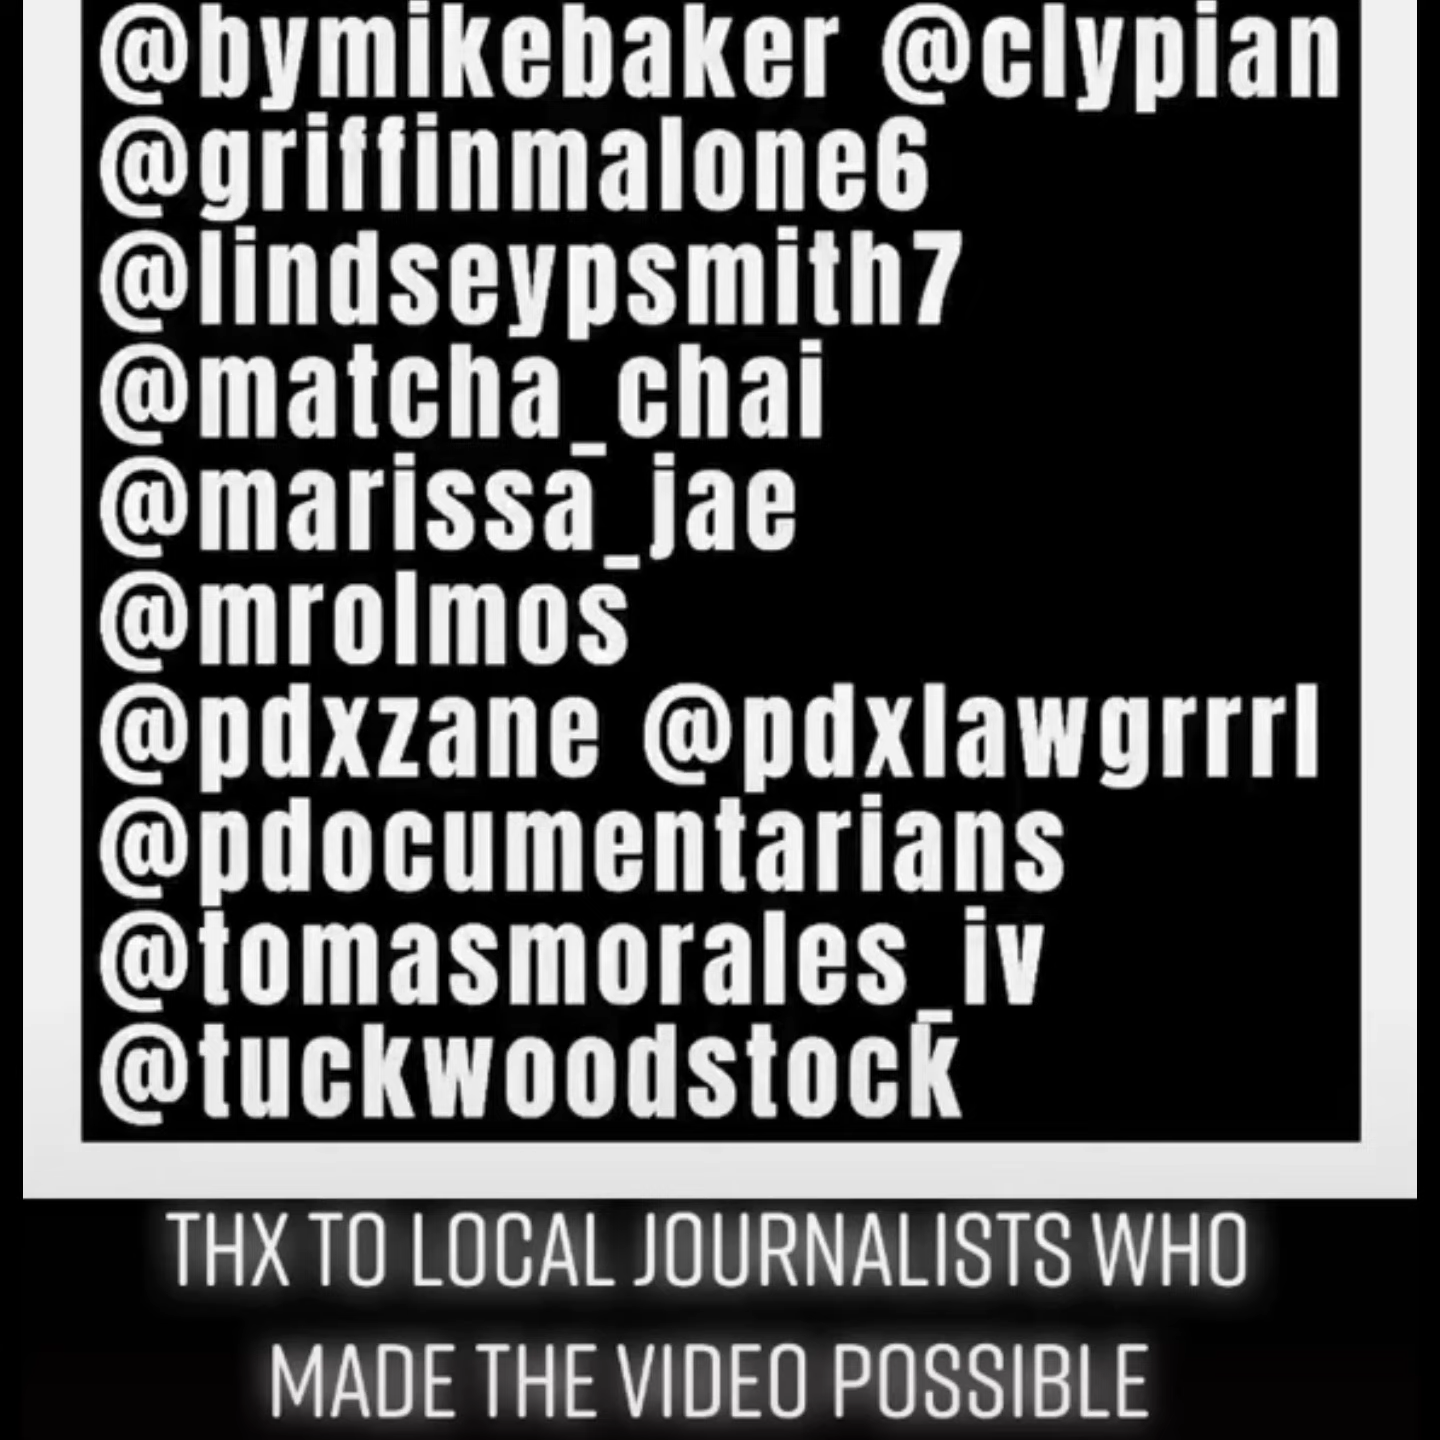 @bymikebaker @clypian
@griffinmalone6
@lindseypsmith7
@matcha_chai
@marissa_jae
@mrolmos
@pdxzane @pdxlawgrrrl
@pdocumentarians
@tomasmorales_iv
@tuckwoodstock
THX TO LOCAL JOURNALISTS WHO
MADE THE VIDEO POSSIBLE